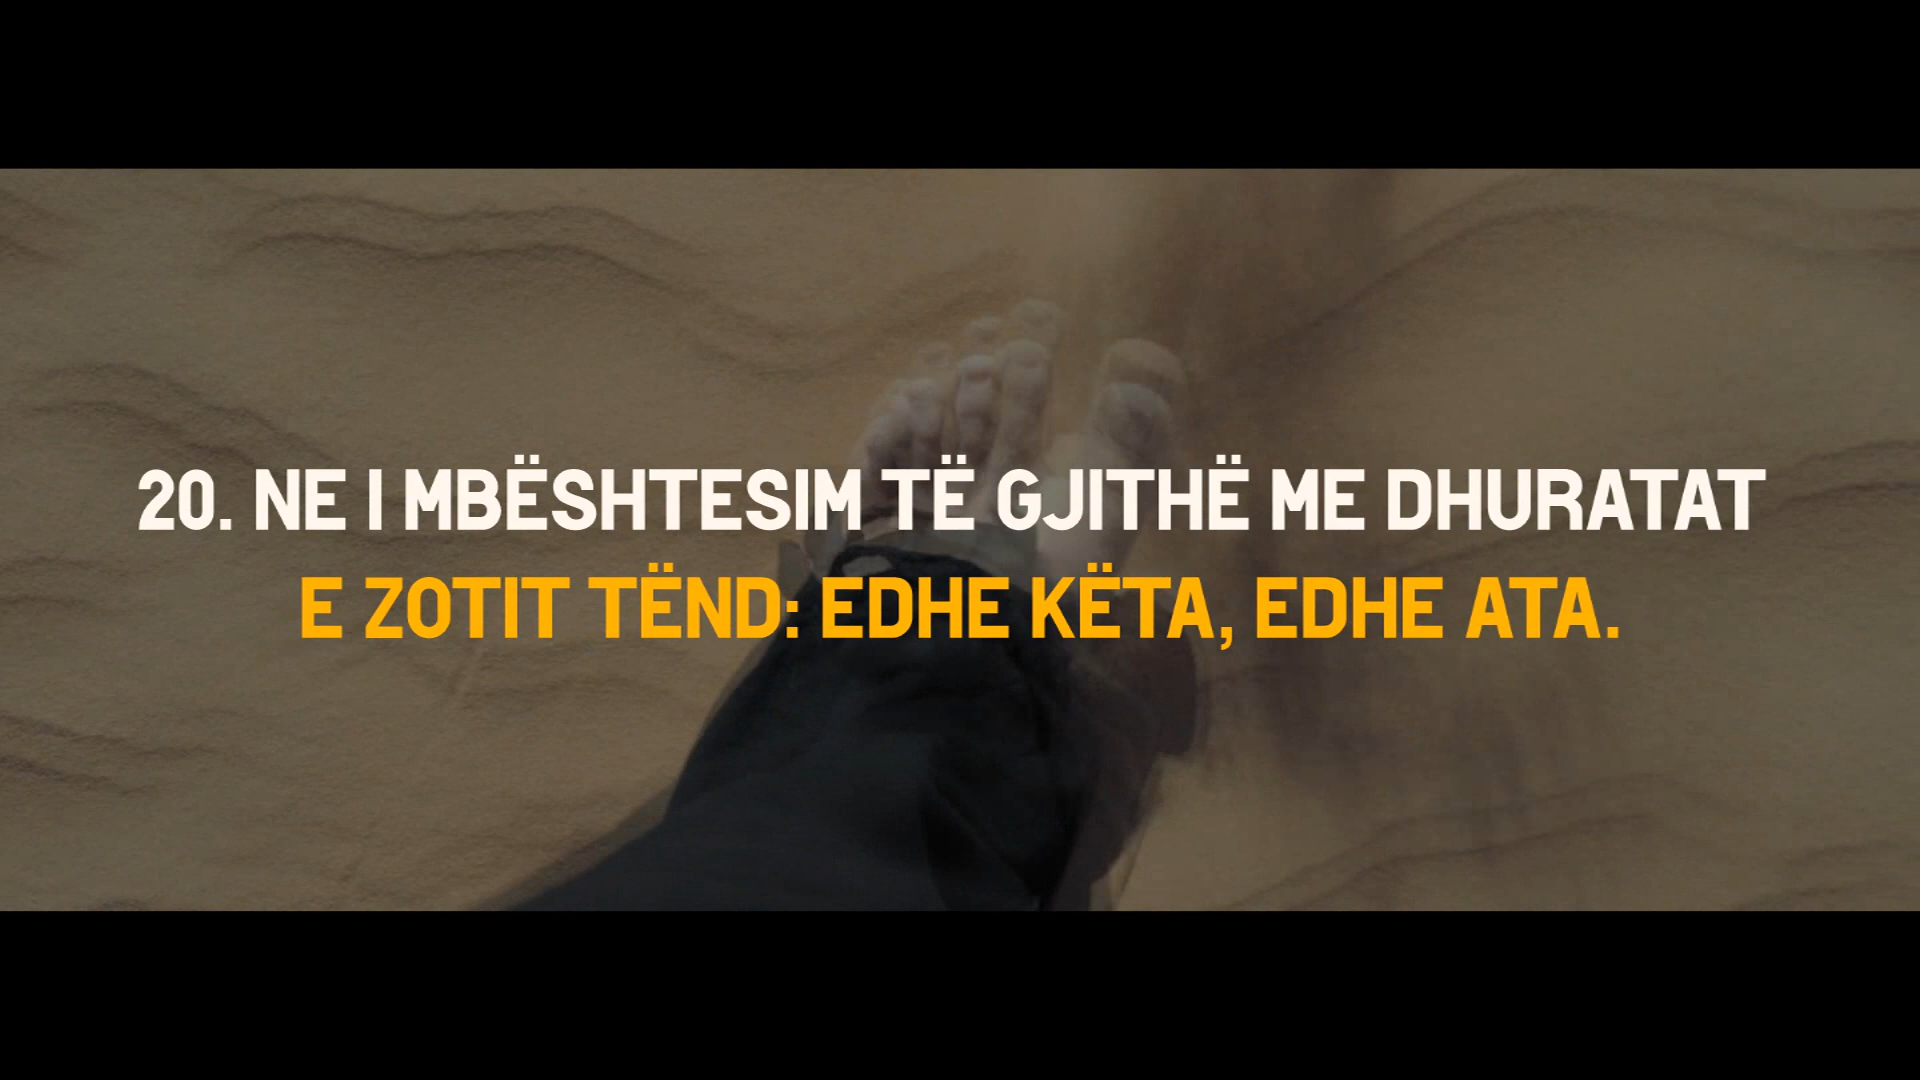 20. NE I MBËSHTESIM TË GJITHË ME DHURATAT
E ZOTIT TËND: EDHE KËTA, EDHE ATA.